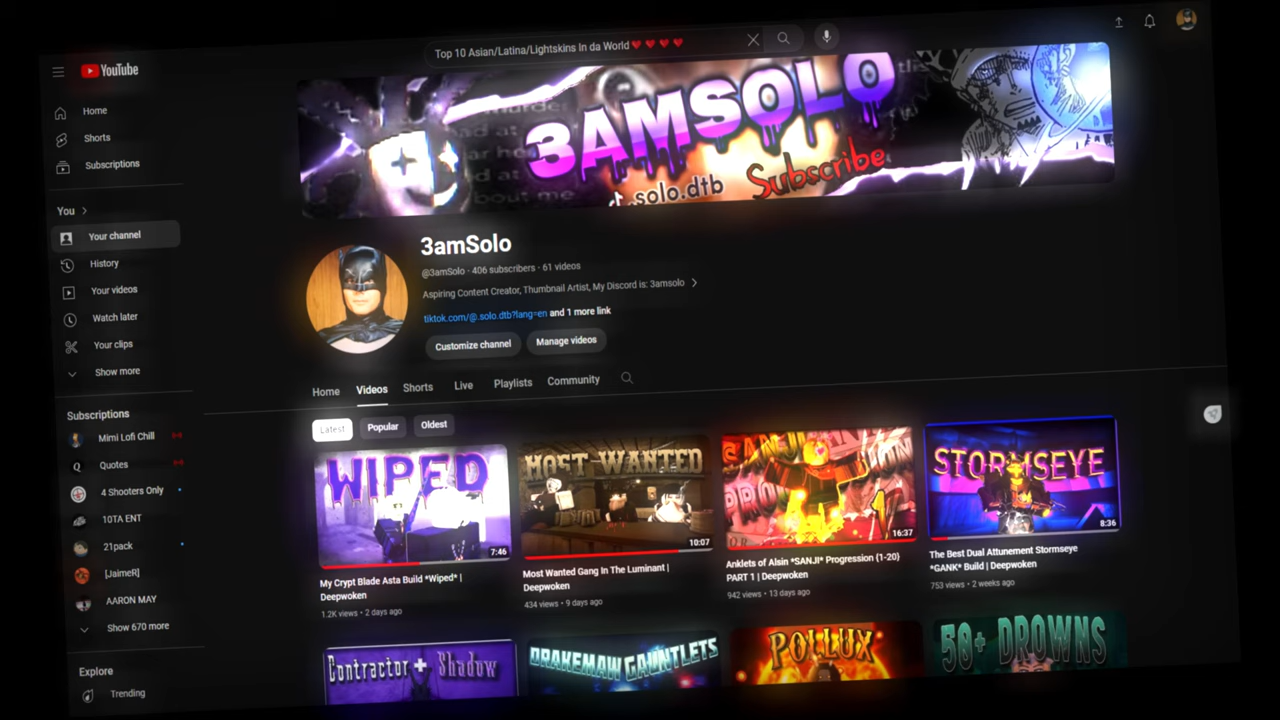 YouTube
Top 10 Asian/Latina/Lightskins In da World❤❤❤❤
Home
Shorts
Subscriptions
You
Your channel
History
Your videos
Watch later
Your clips
Show more
Subscriptions
Mimi Lofi Chill
Quotes
4 Shooters Only
10TA ENT
21pack
[JaimeR]
AARON MAY
Show 670 more
Explore
Trending
3AMSOLO
.solo.dtb
Subscribe
about me
3amSolo
@3amSolo · 406 subscribers · 61 videos
Aspiring Content Creator, Thumbnail Artist, My Discord is: 3amsolo
tiktok.com/@.solo.dtb?lang=en and 1 more link
Customize channel
Manage videos
Home
Videos
Shorts
Live
Playlists
Community
Latest
Popular
Oldest
WIPED
7:46
My Crypt Blade Asta Build *Wiped* |
Deepwoken
1.2K views • 2 days ago
MOST WANTED
10:07
Most Wanted Gang In The Luminant |
Deepwoken
434 views • 9 days ago
SANJI
16:37
Anklets of Alsin *SANJI* Progression {1-20}
PART 1 | Deepwoken
942 views • 13 days ago
STORMSEYE
8:36
The Best Dual Attunement Stormseye
*GANK* Build | Deepwoken
753 views • 2 weeks ago
Contractor + Shadow
DRAKEMAW GAUNTLETS
POLLUX
50+ DROWNS